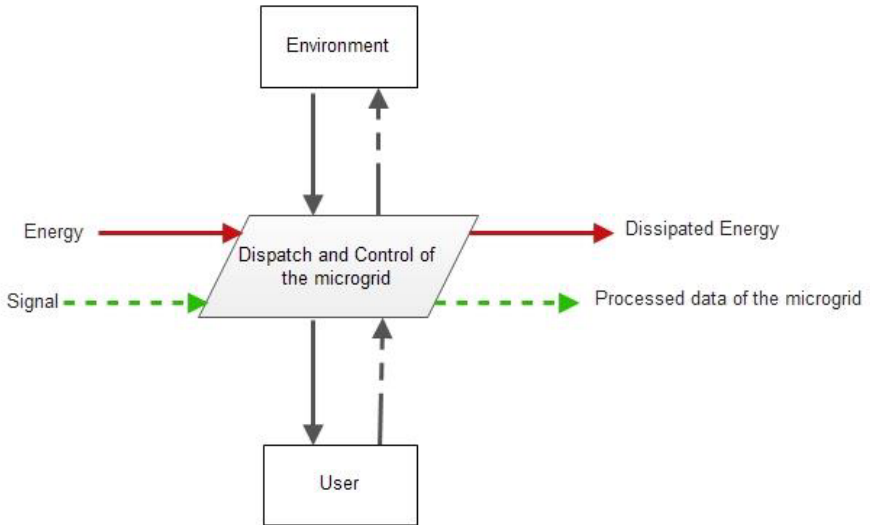 Environment
Energy
Dissipated Energy
Dispatch and Control of
the microgrid
Signal
Processed data of the microgrid
User